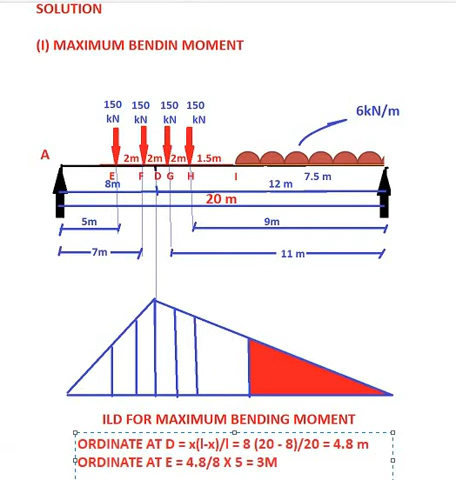 SOLUTION
(I) MAXIMUM BENDIN MOMENT
150 150 150 150
kN kN kN kN
6kN/m
A
2m 2m 2m 1.5m
E F D G H I 7.5 m
8m 12 m
20 m
5m 9m
7m 11 m
ILD FOR MAXIMUM BENDING MOMENT
ORDINATE AT D = x(l-x)/l = 8 (20 - 8)/20 = 4.8 m
ORDINATE AT E = 4.8/8 X 5 = 3M